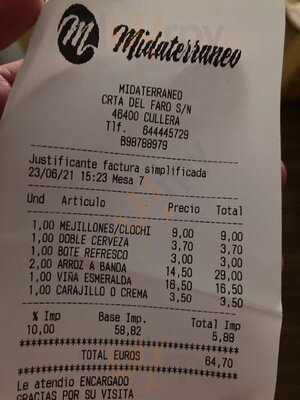 m Midaterraneo
MIDATERRANEO
CRTA DEL FARO S/N
46400 CULLERA
Tlf. 644445729
B98788979
Justificante factura simplificada
23/06/21 15:23 Mesa 7
Und Artículo Precio Total
1,00 MEJILLONES/CLOCHI 9,00 9,00
1,00 DOBLE CERVEZA 3,70 3,70
1,00 BOTE REFRESCO 3,00 3,00
2,00 ARROZ A BANDA 14,50 29,00
1,00 VIÑA ESMERALDA 16,50 16,50
1,00 CARAJILLO O CREMA 3,50 3,50
% Imp Base Imp. Total Imp
10,00 58,82 5,88
TOTAL EUROS 64,70
Le atendio ENCARGADO
GRACIAS POR SU VISITA